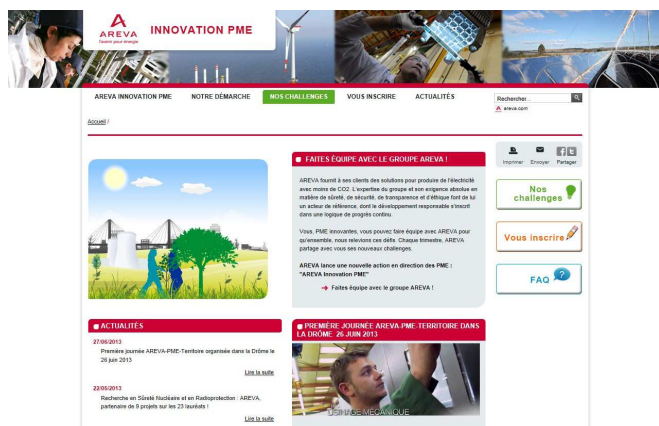 AREVA
l'avenir pour énergie
INNOVATION PME
AREVA INNOVATION PME NOTRE DÉMARCHE NOS CHALLENGES VOUS INSCRIRE ACTUALITÉS
Rechercher...
areva.com
Accueil /
FAITES ÉQUIPE AVEC LE GROUPE AREVA !
AREVA fournit à ses clients des solutions pour produire de l'électricité
avec moins de CO2. L'expertise du groupe et son exigence absolue en
matière de sûreté, de sécurité, de transparence et d'éthique font de lui
un acteur de référence, dont le développement responsable s'inscrit
dans une logique de progrès continu.
Vous, PME innovantes, vous pouvez faire équipe avec AREVA pour
qu'ensemble, nous relevions ces défis. Chaque trimestre, AREVA
partage avec vous ses nouveaux challenges.
AREVA lance une nouvelle action en direction des PME :
"AREVA Innovation PME"
Faites équipe avec le groupe AREVA !
Imprimer Envoyer Partager
Nos
challenges
Vous inscrire
FAQ
ACTUALITÉS
27/06/2013
Première journée AREVA-PME-Territoire organisée dans la Drôme le
26 juin 2013
Lire la suite
22/05/2013
Recherche en Sûreté Nucléaire et en Radioprotection : AREVA,
partenaire de 9 projets sur les 23 lauréats !
Lire la suite
PREMIÈRE JOURNÉE AREVA-PME-TERRITOIRE DANS
LA DRÔME 26 JUIN 2013
USINAGE MÉCANIQUE